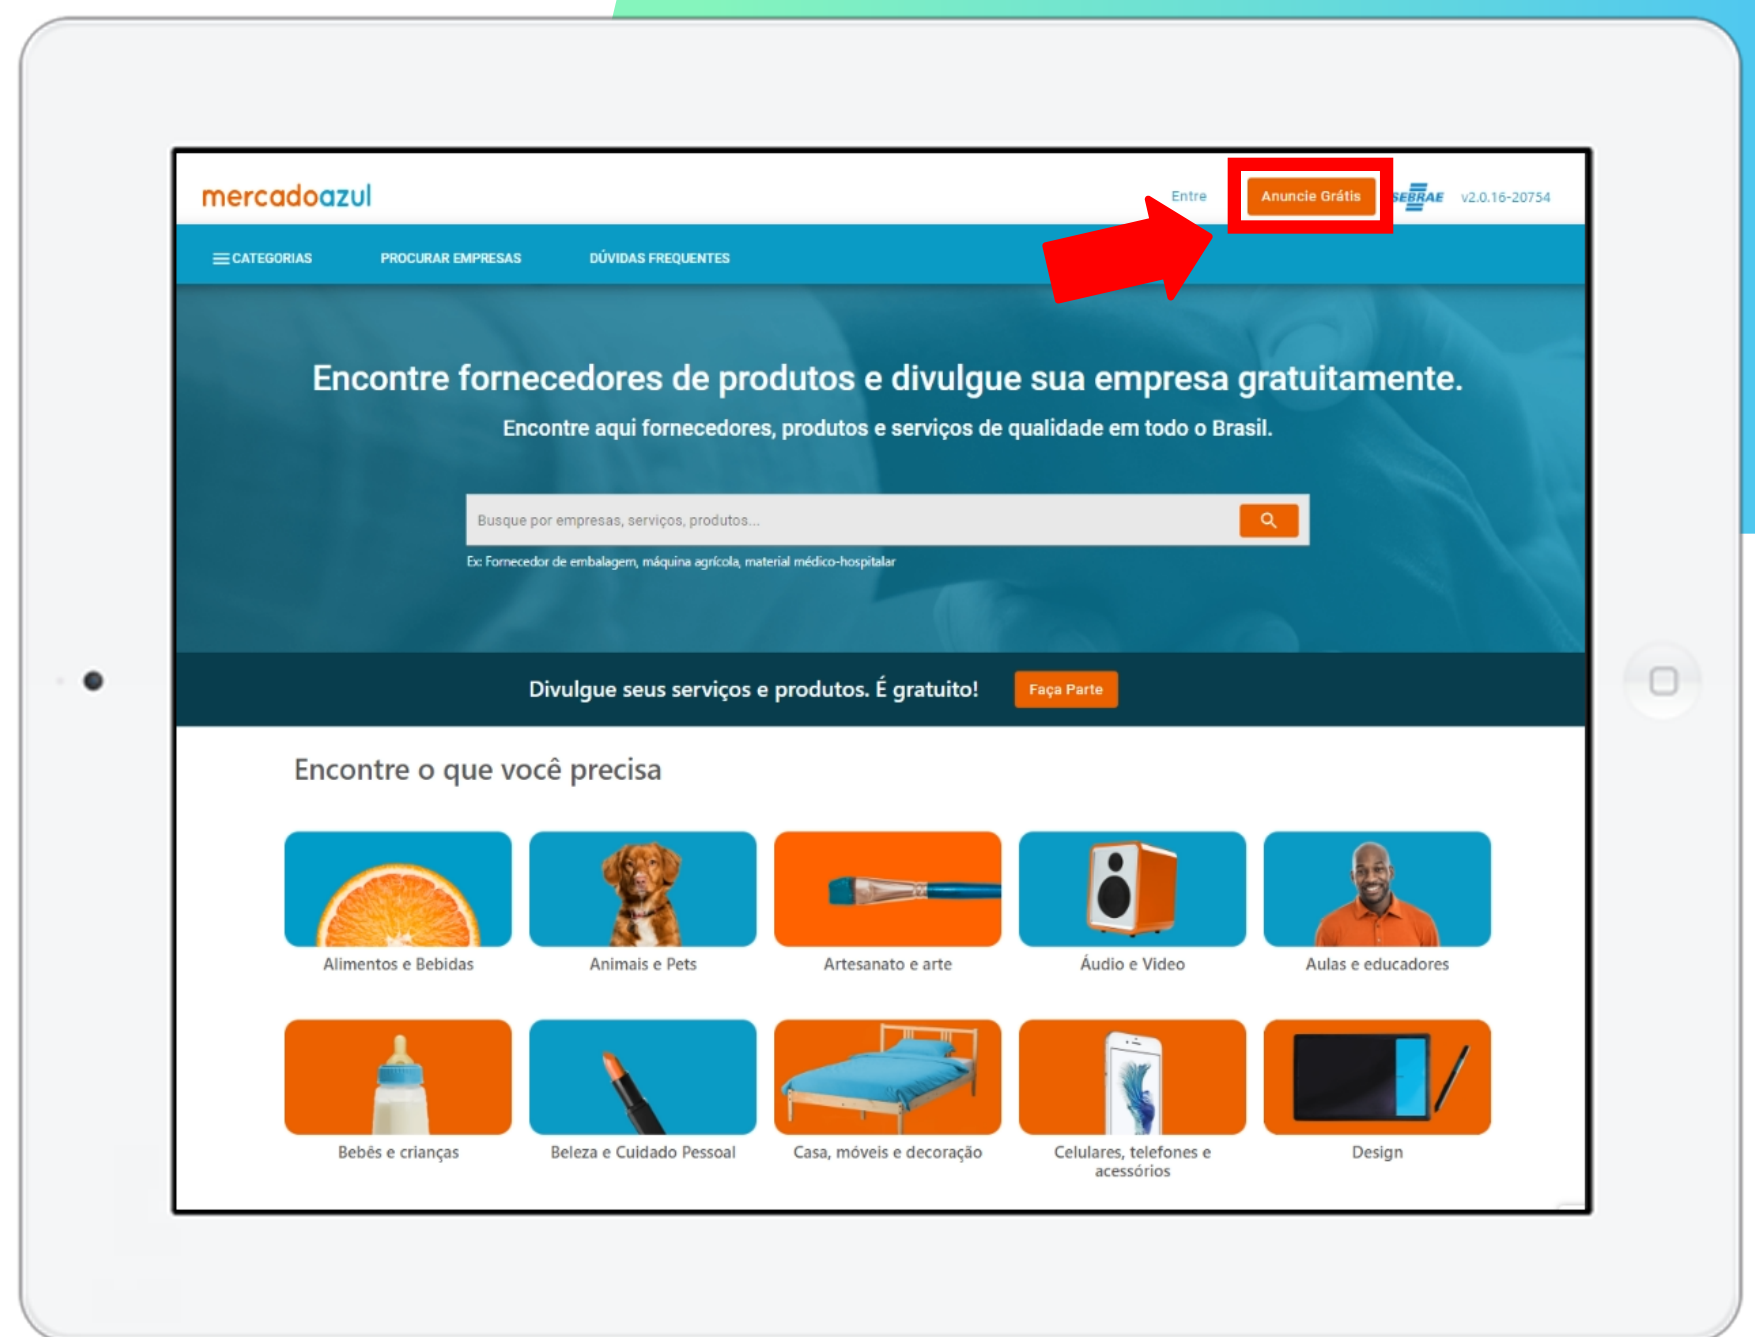 mercadoazul
Entre
Anuncie Grátis
SEBRAE
v2.0.16-20754
CATEGORIAS
PROCURAR EMPRESAS
DÚVIDAS FREQUENTES
Encontre fornecedores de produtos e divulgue sua empresa gratuitamente.
Encontre aqui fornecedores, produtos e serviços de qualidade em todo o Brasil.
Busque por empresas, serviços, produtos...
Ex: Fornecedor de embalagem, máquina agrícola, material médico-hospitalar
Divulgue seus serviços e produtos. É gratuito!
Faça Parte
Encontre o que você precisa
Alimentos e Bebidas
Animais e Pets
Artesanato e arte
Áudio e Video
Aulas e educadores
Bebês e crianças
Beleza e Cuidado Pessoal
Casa, móveis e decoração
Celulares, telefones e
acessórios
Design